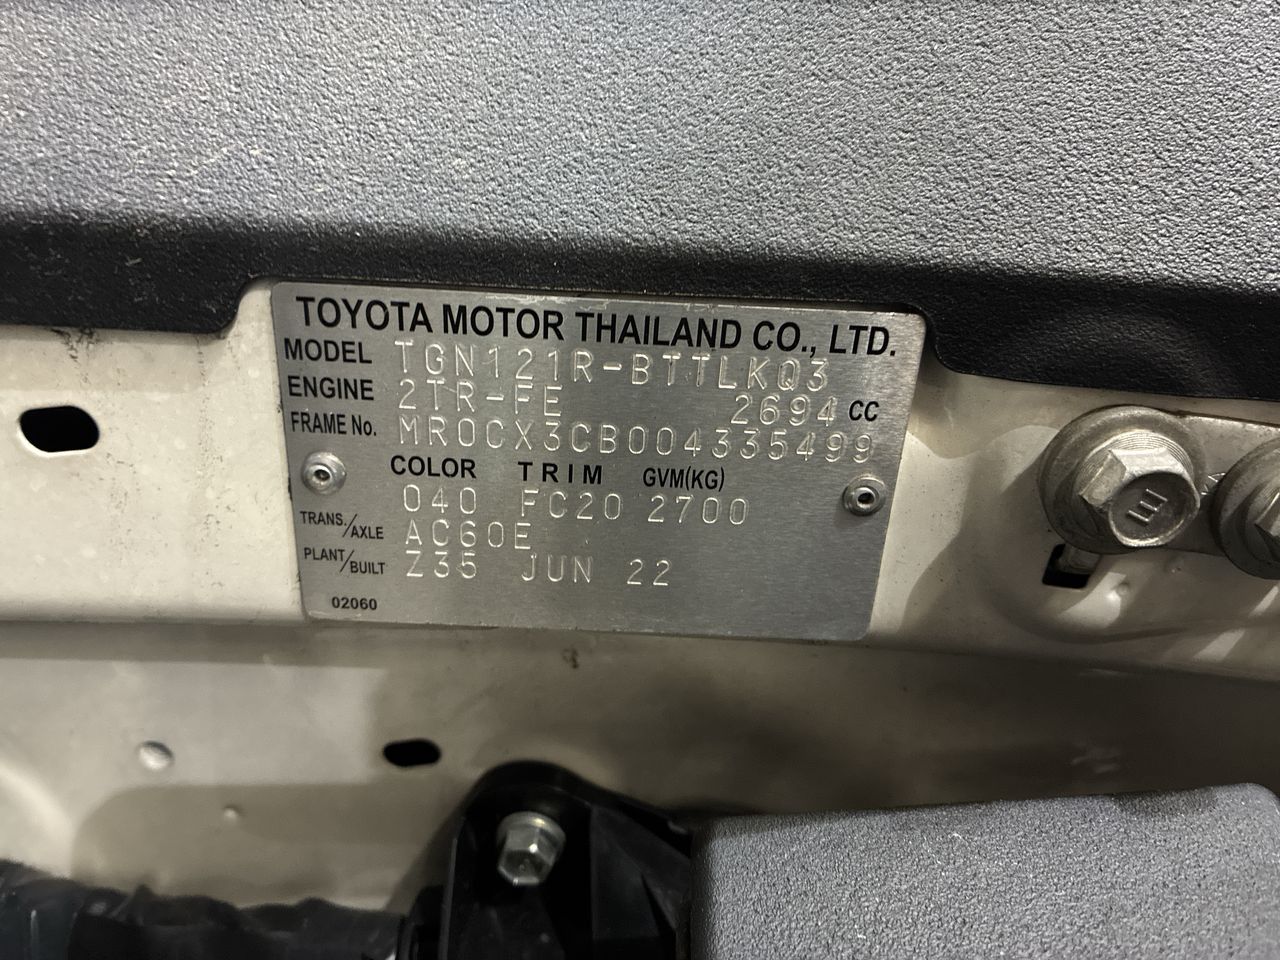 TOYOTA MOTOR THAILAND CO., LTD.
MODEL TGN121R-BTTLKQ3
ENGINE 2TR-FE 2694 CC
FRAME No. MR0CX3CB004335499
COLOR TRIM GVM(KG)
040 FC20 2700
TRANS./AXLE AC60E
PLANT/BUILT Z35 JUN 22
02060